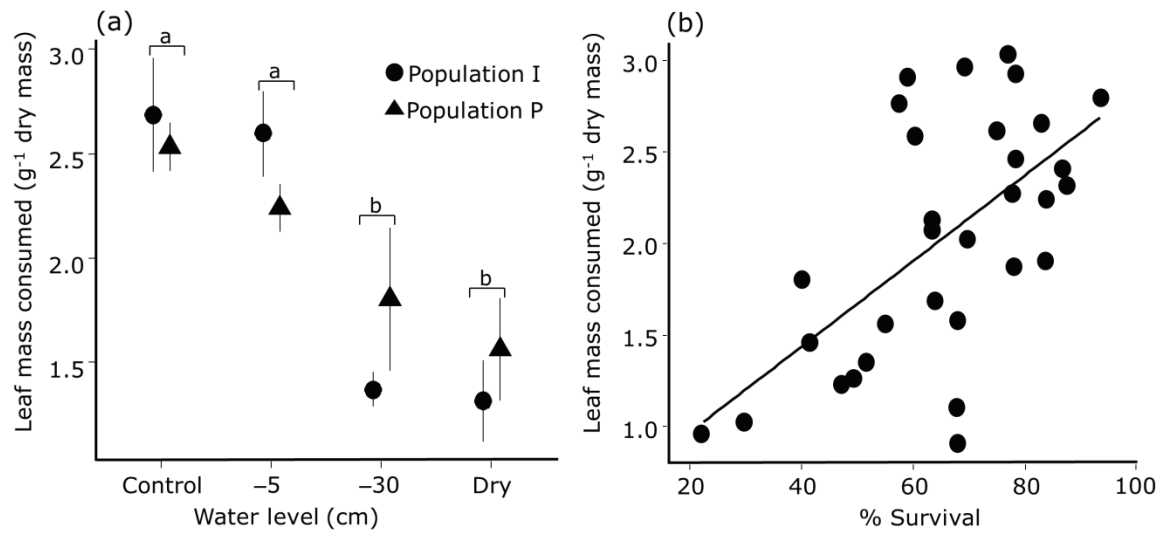 (a)
Leaf mass consumed (g⁻¹ dry mass)
3.0
2.5
2.0
1.5
a
a
b
b
Population I
Population P
Control
–5
–30
Dry
Water level (cm)
(b)
Leaf mass consumed (g⁻¹ dry mass)
3.0
2.5
2.0
1.5
1.0
20
40
60
80
100
% Survival